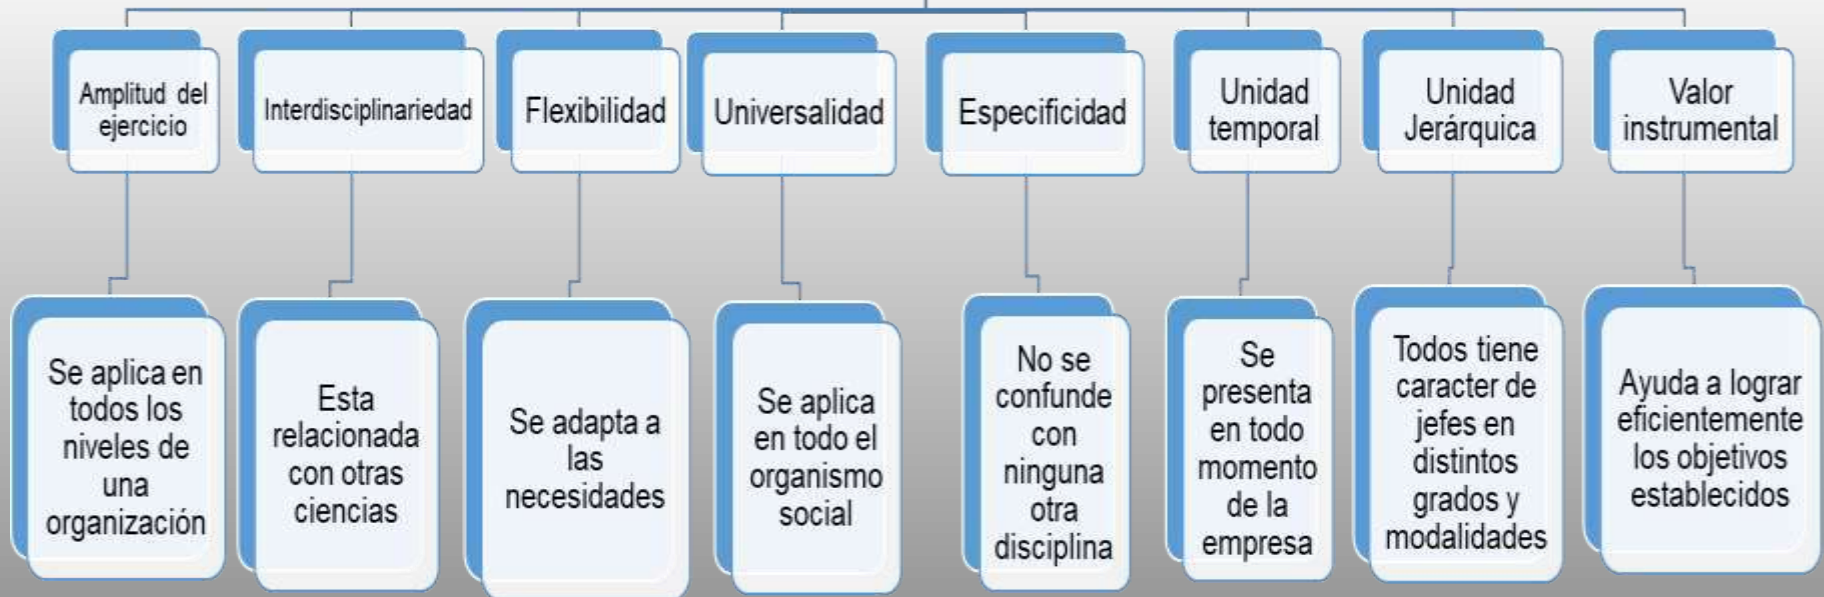 Amplitud del
ejercicio
Interdisciplinariedad
Flexibilidad
Universalidad
Especificidad
Unidad
temporal
Unidad
Jerárquica
Valor
instrumental
Se aplica en
todos los
niveles de
una
organización
Esta
relacionada
con otras
ciencias
Se adapta a
las
necesidades
Se aplica
en todo el
organismo
social
No se
confunde
con
ninguna
otra
disciplina
Se
presenta
en todo
momento
de la
empresa
Todos tiene
caracter de
jefes en
distintos
grados y
modalidades
Ayuda a lograr
eficientemente
los objetivos
establecidos